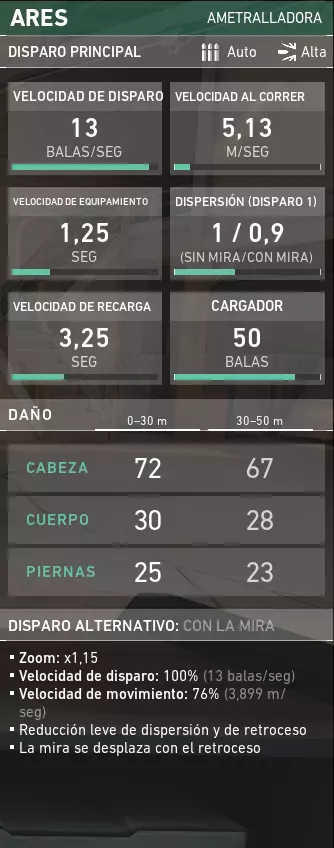 ARES AMETRALLADORA
DISPARO PRINCIPAL Auto Alta
VELOCIDAD DE DISPARO VELOCIDAD AL CORRER
13 5,13
BALAS/SEG M/SEG
VELOCIDAD DE EQUIPAMIENTO DISPERSIÓN (DISPARO 1)
1,25 1 / 0,9
SEG (SIN MIRA/CON MIRA)
VELOCIDAD DE RECARGA CARGADOR
3,25 50
SEG BALAS
DAÑO 0–30 m 30–50 m
CABEZA 72 67
CUERPO 30 28
PIERNAS 25 23
DISPARO ALTERNATIVO: CON LA MIRA
▪ Zoom: x1,15
▪ Velocidad de disparo: 100% (13 balas/seg)
▪ Velocidad de movimiento: 76% (3,899 m/
seg)
▪ Reducción leve de dispersión y de retroceso
▪ La mira se desplaza con el retroceso